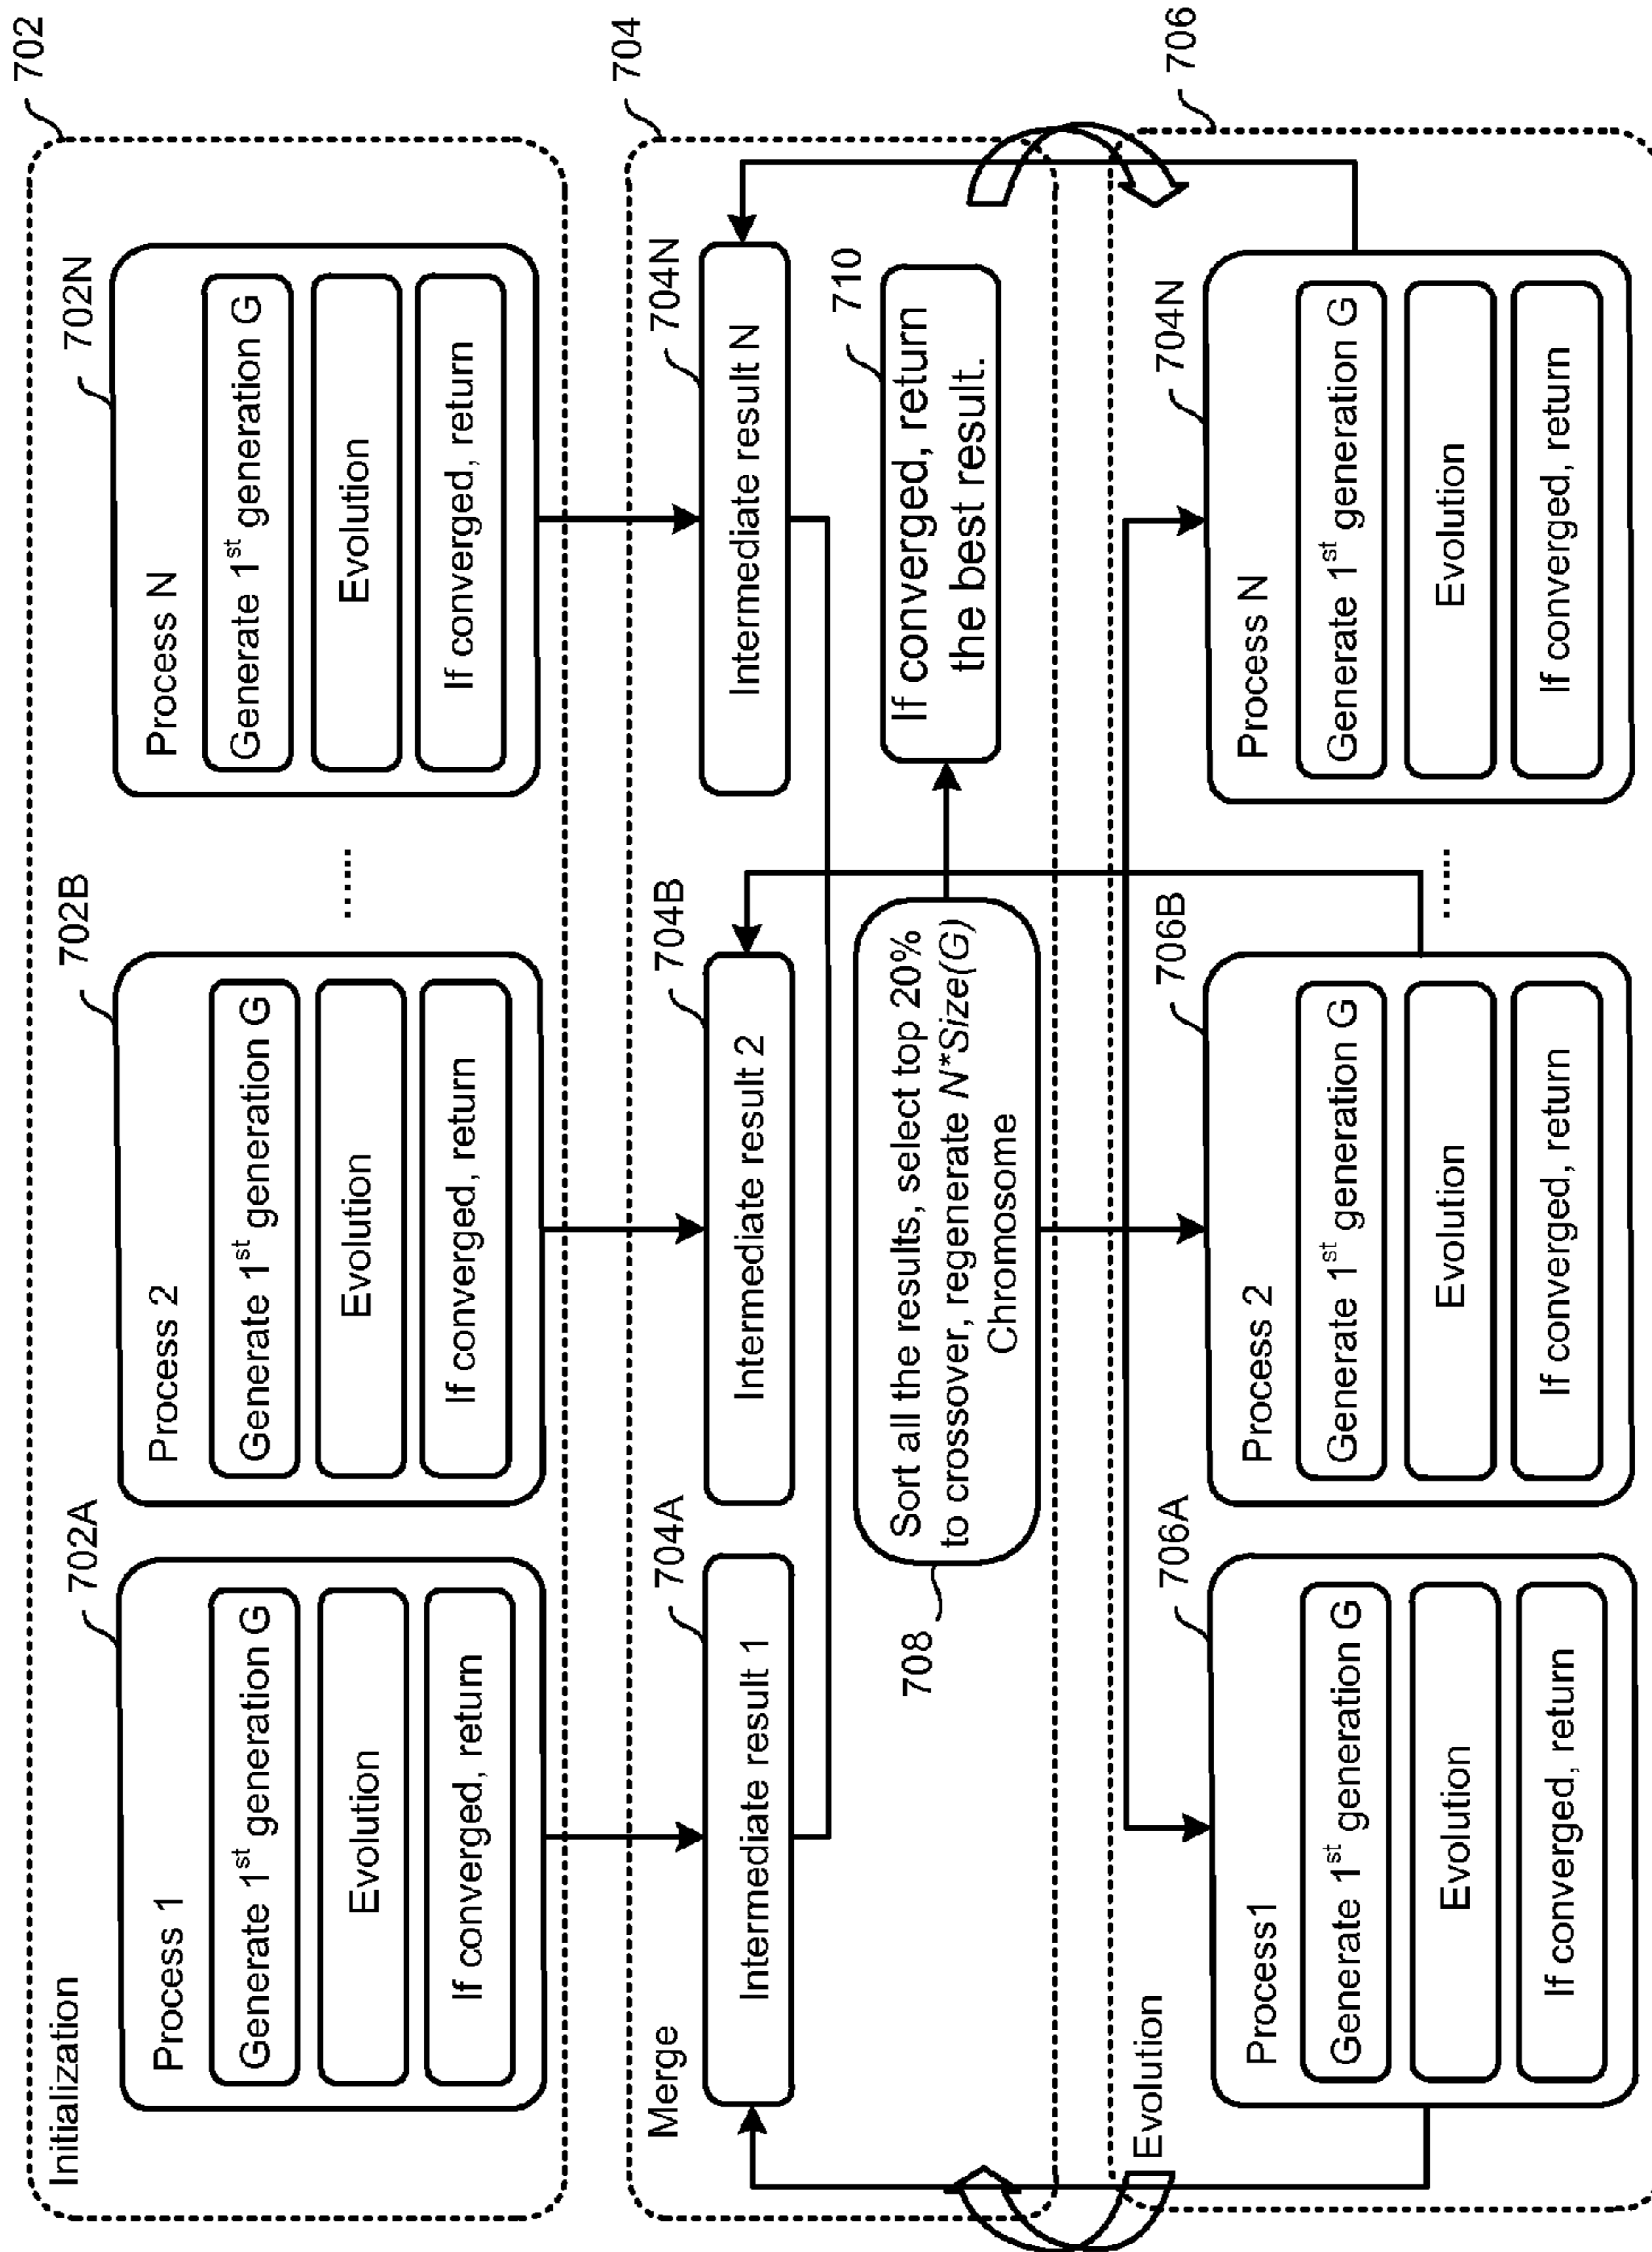 702
Initialization
702A
Process 1
Generate 1st generation G
Evolution
If converged, return
702B
Process 2
Generate 1st generation G
Evolution
If converged, return
......
702N
Process N
Generate 1st generation G
Evolution
If converged, return
704
Merge
704A
Intermediate result 1
704B
Intermediate result 2
704N
Intermediate result N
708
Sort all the results, select top 20%
to crossover, regenerate N*Size(G)
Chromosome
710
If converged, return
the best result.
706
Evolution
706A
Process1
Generate 1st generation G
Evolution
If converged, return
706B
Process 2
Generate 1st generation G
Evolution
If converged, return
......
704N
Process N
Generate 1st generation G
Evolution
If converged, return